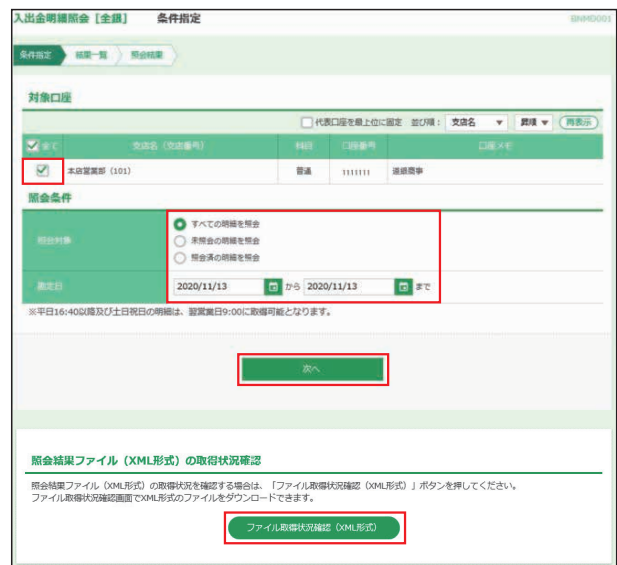 入出金明細照会［全銀］　条件指定
BNMD001
条件指定　結果一覧　照会結果
対象口座
代表口座を最上位に固定　並び順：　支店名　昇順　再表示
全て　支店名（支店番号）　科目　口座番号　口座メモ
本店営業部（101）　普通　1111111　道銀商事
照会条件
照会対象
すべての明細を照会
未照会の明細を照会
照会済の明細を照会
勘定日　2020/11/13　から　2020/11/13　まで
※平日16:40以降及び土日祝日の明細は、翌営業日9:00に取得可能となります。
次へ
照会結果ファイル（XML形式）の取得状況確認
照会結果ファイル（XML形式）の取得状況を確認する場合は、「ファイル取得状況確認（XML形式）」ボタンを押してください。
ファイル取得状況確認画面でXML形式のファイルをダウンロードできます。
ファイル取得状況確認（XML形式）